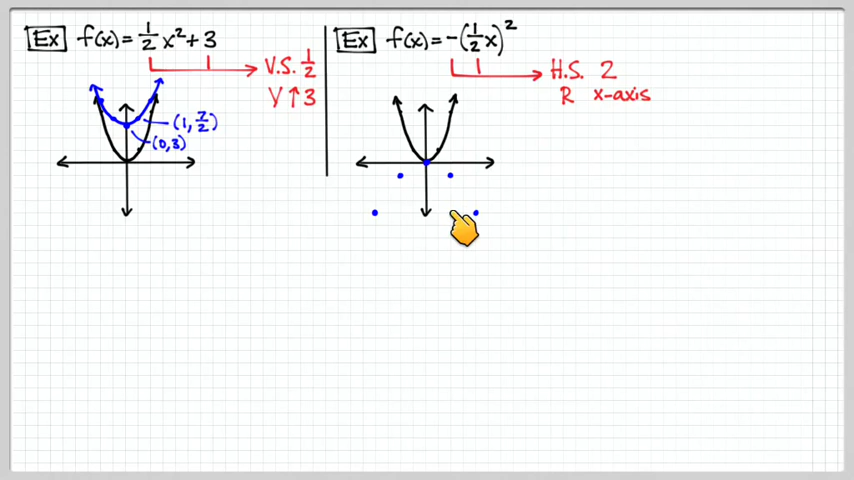 Ex f(x) = 1/2 x² + 3
V.S. 1/2
Y ↑ 3
(1, 7/2)
(0,3)
Ex f(x) = -(1/2 x)²
H.S. 2
R x-axis